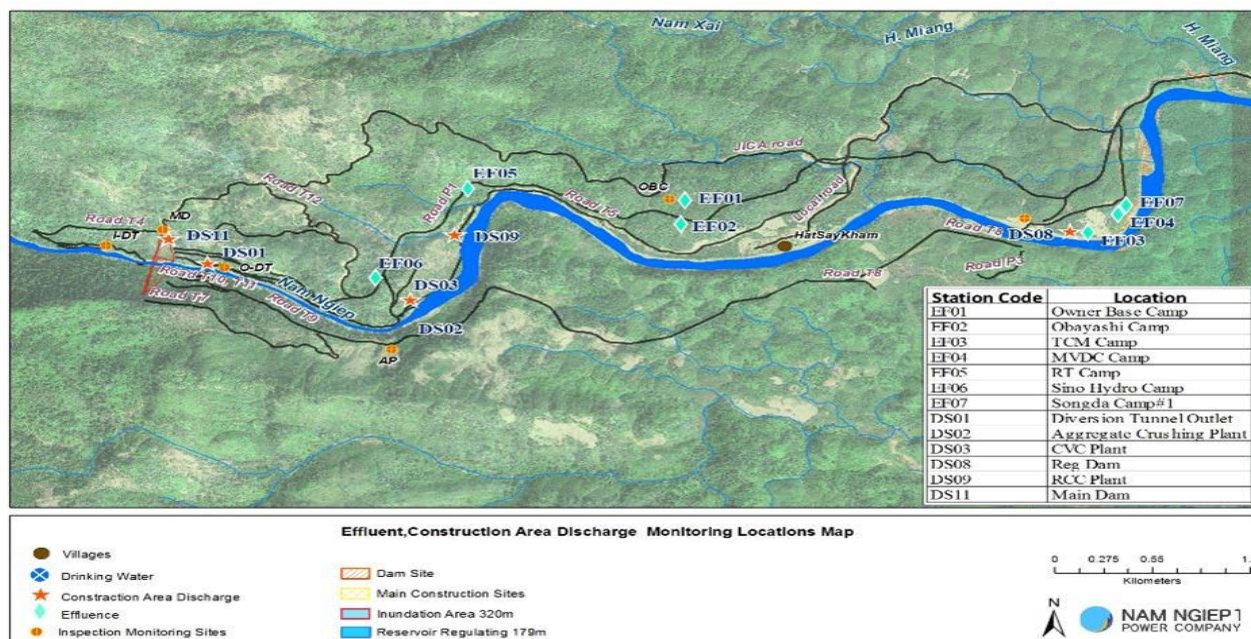 Nam Xai
H. Miang
H. Miang
JICA road
Road T12
Road P1
EF05
OBC
EF01
Road T5
EF02
Localroad
EF07
EF04
Road T4
MD
DS11
I-DT
DS01
O-DT
DS09
HatSayKham
DS08
Road T5
EF03
EF06
Road T8
Road P3
Road T10, T11
Nam Ngiep
DS03
Road T7
Road T9
DS02
AP
Station Code Location
EF01 Owner Base Camp
EF02 Obayashi Camp
EF03 TCM Camp
EF04 MVDC Camp
EF05 RT Camp
EF06 Sino Hydro Camp
EF07 Songda Camp#1
DS01 Diversion Tunnel Outlet
DS02 Aggregate Crushing Plant
DS03 CVC Plant
DS08 Reg Dam
DS09 RCC Plant
DS11 Main Dam
Effluent,Construction Area Discharge Monitoring Locations Map
Villages
Drinking Water
Constraction Area Discharge
Effluence
Inspection Monitoring Sites
Dam Site
Main Construction Sites
Inundation Area 320m
Reservoir Regulating 179m
0 0.275 0.55 1.
Kilometers
N
NAM NGIEP1
POWER COMPANY